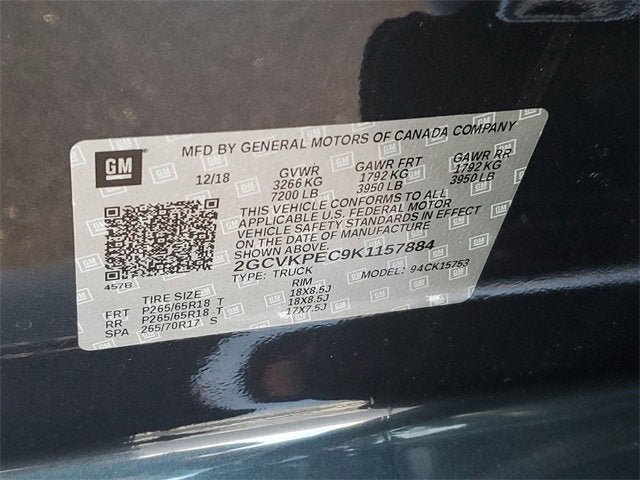 GM
MFD BY GENERAL MOTORS OF CANADA COMPANY
12/18 GVWR GAWR FRT GAWR RR
3266 KG 1792 KG 1792 KG
7200 LB 3950 LB 3950 LB
THIS VEHICLE CONFORMS TO ALL
APPLICABLE U.S. FEDERAL MOTOR
VEHICLE SAFETY STANDARDS IN EFFECT
ON THE DATE OF MANUFACTURE
SHOWN ABOVE.
2GCVKPEC9K1157884
TYPE: TRUCK MODEL: 94CK15753
457B
TIRE SIZE RIM
FRT P265/65R18 T 18X8.5J
RR P265/65R18 T 18X8.5J
SPA 265/70R17 S 17X7.5J